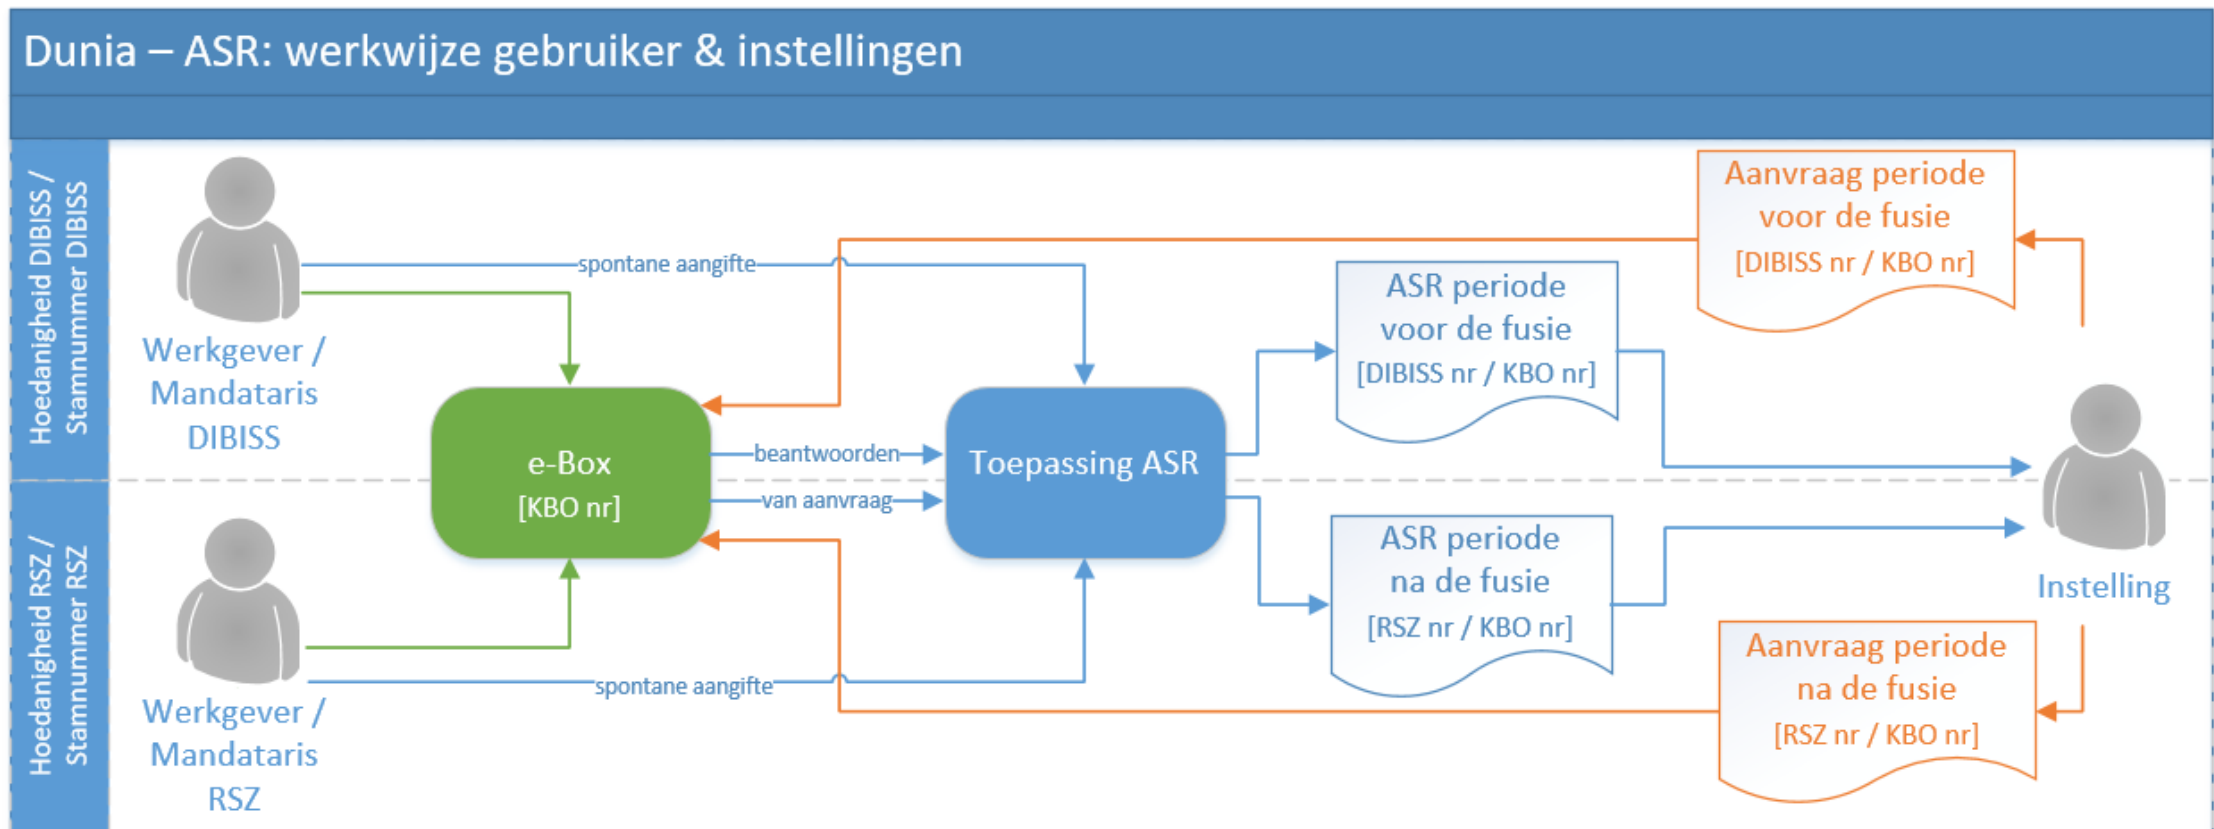 Dunia – ASR: werkwijze gebruiker & instellingen
Hoedanigheid DIBISS /
Stamnummer DIBISS
Werkgever /
Mandataris
DIBISS
spontane aangifte
Aanvraag periode
voor de fusie
[DIBISS nr / KBO nr]
ASR periode
voor de fusie
[DIBISS nr / KBO nr]
e-Box
[KBO nr]
beantwoorden
van aanvraag
Toepassing ASR
Instelling
Hoedanigheid RSZ /
Stamnummer RSZ
Werkgever /
Mandataris
RSZ
spontane aangifte
ASR periode
na de fusie
[RSZ nr / KBO nr]
Aanvraag periode
na de fusie
[RSZ nr / KBO nr]